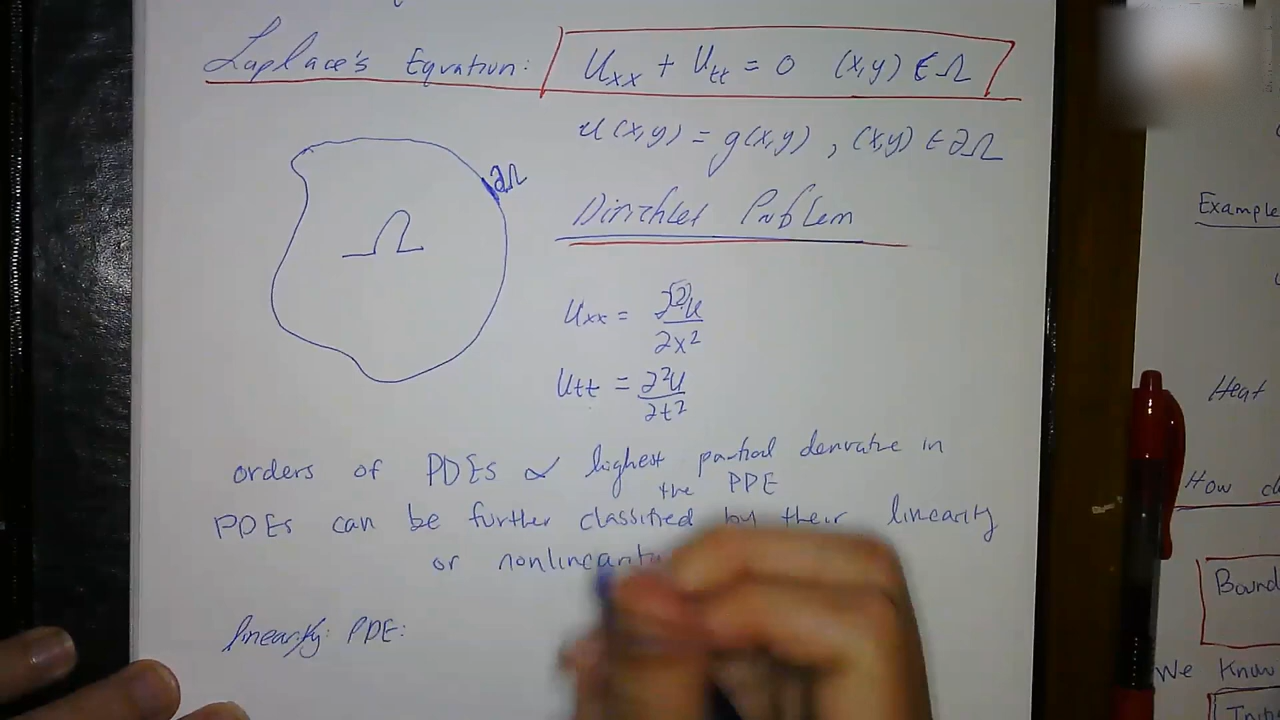 Laplace's Equation: Uxx + Utt = 0 (x,y) ∈ Ω
u(x,y) = g(x,y), (x,y) ∈ ∂Ω
∂Ω
Dirichlet Problem
Ω
Uxx = ∂²u/∂x²
Utt = ∂²u/∂t²
orders of PDEs ∝ highest partial derivative in
the PDE
PDEs can be further classified by their linearity
or nonlinearity
linearity: PDE:
Example
Heat
How
Bound
We Know